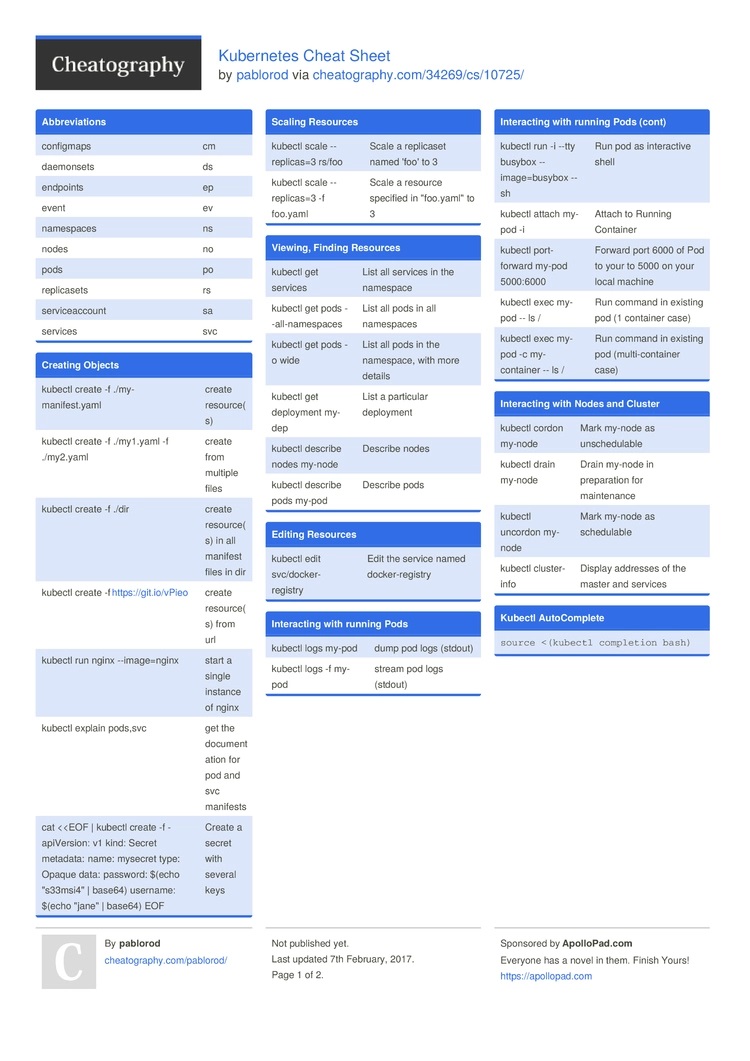 Cheatography
Kubernetes Cheat Sheet
by pablorod via cheatography.com/34269/cs/10725/
Abbreviations
configmaps cm
daemonsets ds
endpoints ep
event ev
namespaces ns
nodes no
pods po
replicasets rs
serviceaccount sa
services svc
Creating Objects
kubectl create -f ./my- create
manifest.yaml resource(
s)
kubectl create -f ./my1.yaml -f create
./my2.yaml from
multiple
files
kubectl create -f ./dir create
resource(
s) in all
manifest
files in dir
kubectl create -f https://git.io/vPieo create
resource(
s) from
url
kubectl run nginx --image=nginx start a
single
instance
of nginx
kubectl explain pods,svc get the
document
ation for
pod and
svc
manifests
cat <<EOF | kubectl create -f - Create a
apiVersion: v1 kind: Secret secret
metadata: name: mysecret type: with
Opaque data: password: $(echo several
"s33msi4" | base64) username: keys
$(echo "jane" | base64) EOF
Scaling Resources
kubectl scale -- Scale a replicaset
replicas=3 rs/foo named 'foo' to 3
kubectl scale -- Scale a resource
replicas=3 -f specified in "foo.yaml" to
foo.yaml 3
Viewing, Finding Resources
kubectl get List all services in the
services namespace
kubectl get pods - List all pods in all
-all-namespaces namespaces
kubectl get pods - List all pods in the
o wide namespace, with more
details
kubectl get List a particular
deployment my- deployment
dep
kubectl describe Describe nodes
nodes my-node
kubectl describe Describe pods
pods my-pod
Editing Resources
kubectl edit Edit the service named
svc/docker- docker-registry
registry
Interacting with running Pods
kubectl logs my-pod dump pod logs (stdout)
kubectl logs -f my- stream pod logs
pod (stdout)
Interacting with running Pods (cont)
kubectl run -i --tty Run pod as interactive
busybox -- shell
image=busybox --
sh
kubectl attach my- Attach to Running
pod -i Container
kubectl port- Forward port 6000 of Pod
forward my-pod to your to 5000 on your
5000:6000 local machine
kubectl exec my- Run command in existing
pod -- ls / pod (1 container case)
kubectl exec my- Run command in existing
pod -c my- pod (multi-container
container -- ls / case)
Interacting with Nodes and Cluster
kubectl cordon Mark my-node as
my-node unschedulable
kubectl drain Drain my-node in
my-node preparation for
maintenance
kubectl Mark my-node as
uncordon my- schedulable
node
kubectl cluster- Display addresses of the
info master and services
Kubectl AutoComplete
source <(kubectl completion bash)
C
By pablorod
cheatography.com/pablorod/
Not published yet.
Last updated 7th February, 2017.
Page 1 of 2.
Sponsored by ApolloPad.com
Everyone has a novel in them. Finish Yours!
https://apollopad.com